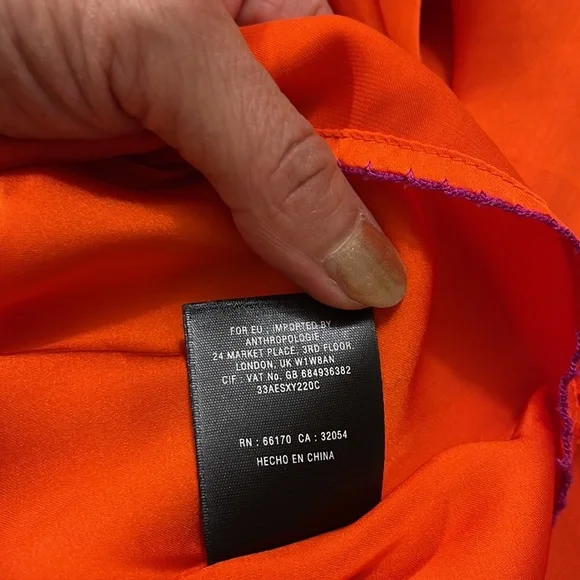 FOR EU : IMPORTED BY
ANTHROPOLOGIE
24 MARKET PLACE, 3RD FLOOR,
LONDON, UK W1W8AN
CIF : VAT No. GB 684936382
33AESXY220C
RN : 66170 CA : 32054
HECHO EN CHINA